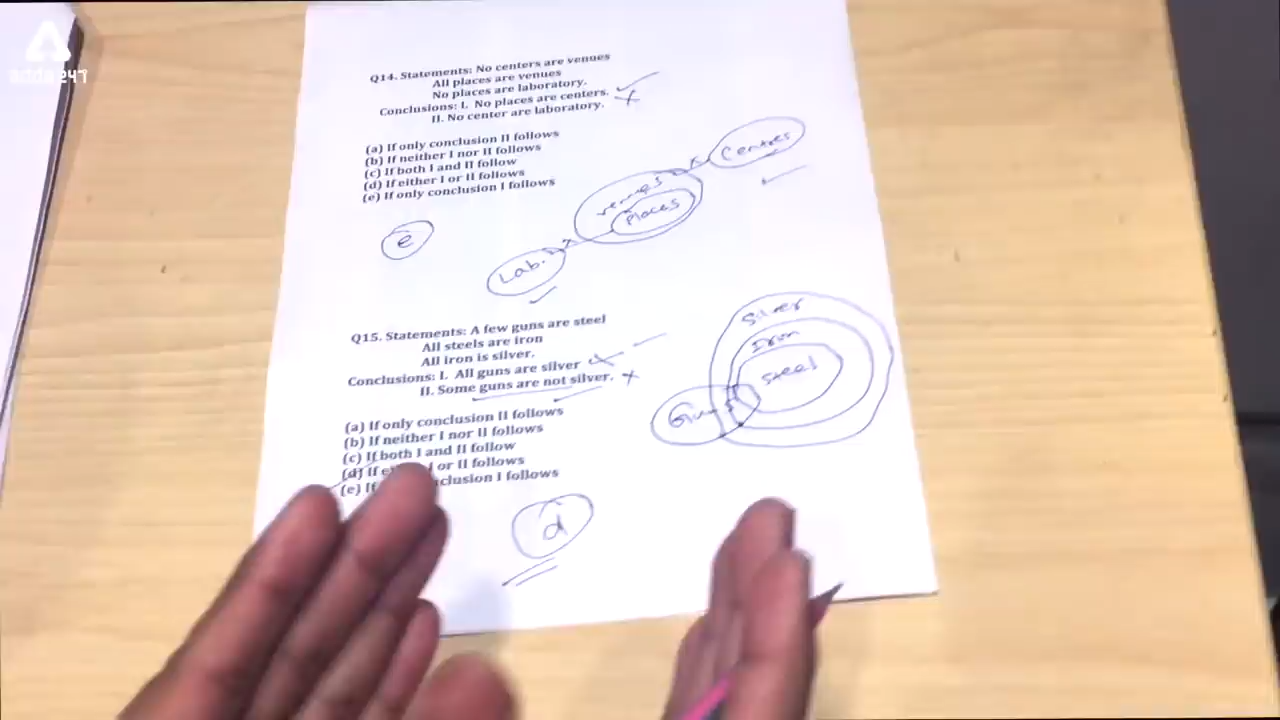 adda 247
Q14. Statements: No centers are venues
All places are venues
No places are laboratory.
Conclusions: I. No places are centers.
II. No center are laboratory.
(a) If only conclusion II follows
(b) If neither I nor II follows
(c) If both I and II follow
(d) If either I or II follows
(e) If only conclusion I follows
Centres
venues
Places
Lab.
e
Q15. Statements: A few guns are steel
All steels are iron
All iron is silver.
Conclusions: I. All guns are silver
II. Some guns are not silver.
(a) If only conclusion II follows
(b) If neither I nor II follows
(c) If both I and II follow
(d) If I or II follows
(e) If I follows
Silver
Iron
Steel
Guns
d